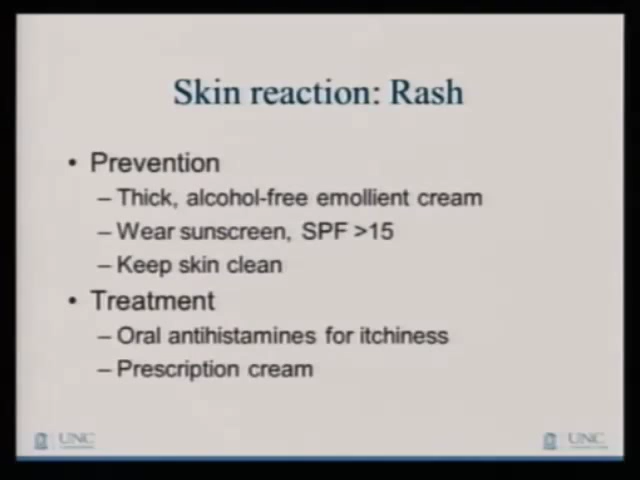 Skin reaction: Rash
• Prevention
– Thick, alcohol-free emollient cream
– Wear sunscreen, SPF >15
– Keep skin clean
• Treatment
– Oral antihistamines for itchiness
– Prescription cream
UNC
UNC